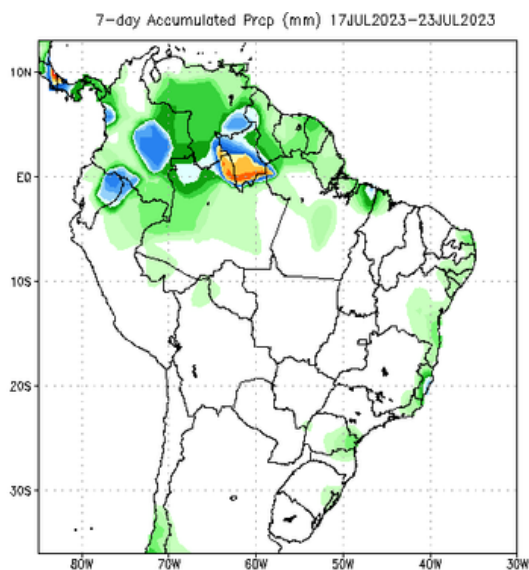 7-day Accumulated Prcp (mm) 17JUL2023-23JUL2023
10N
EQ
10S
20S
30S
80W 70W 60W 50W 40W 30W